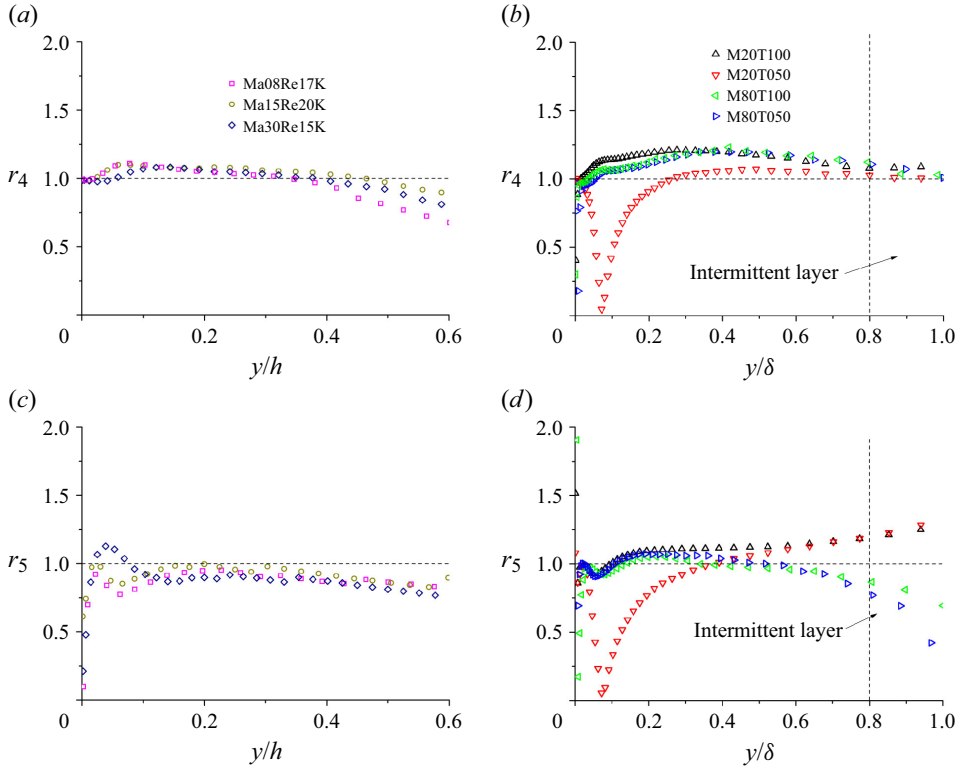 (a)
2.0
1.5
r4
1.0
0.5
0
0.2
0.4
0.6
y/h
Ma08Re17K
Ma15Re20K
Ma30Re15K
(b)
2.0
1.5
r4
1.0
0.5
0
0.2
0.4
0.6
0.8
1.0
y/δ
M20T100
M20T050
M80T100
M80T050
Intermittent layer
(c)
2.0
1.5
r5
1.0
0.5
0
0.2
0.4
0.6
y/h
(d)
2.0
1.5
r5
1.0
0.5
0
0.2
0.4
0.6
0.8
1.0
y/δ
Intermittent layer